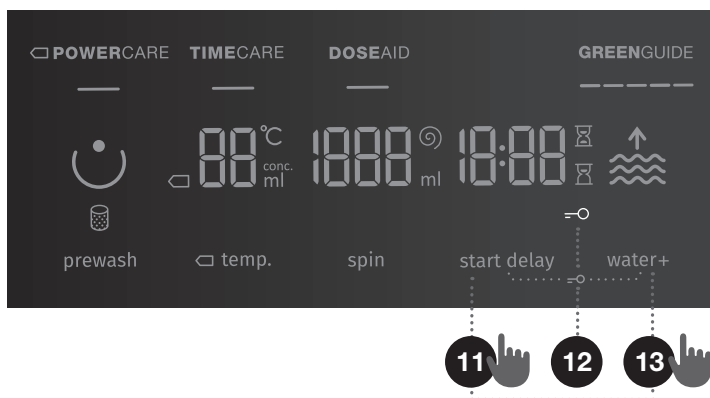 POWERCARE TIMECARE DOSEAID GREENGUIDE
88 °C conc. ml 1888 ml 18:88
prewash temp. spin start delay water+
11 12 13